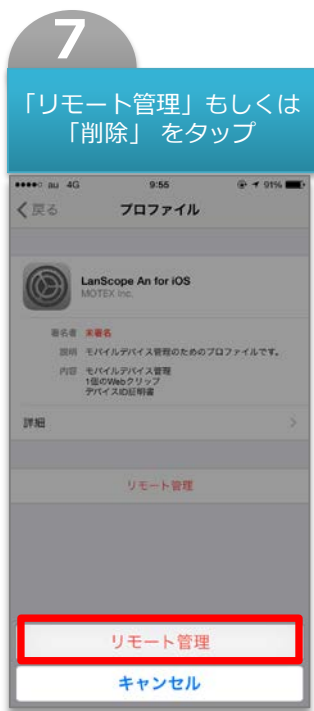 7
「リモート管理」もしくは
「削除」 をタップ
au 4G 9:55 91%
戻る プロファイル
LanScope An for iOS
MOTEX Inc.
署名者 未署名
説明 モバイルデバイス管理のためのプロファイルです。
内容 モバイルデバイス管理
1個のWebクリップ
デバイスID証明書
詳細
リモート管理
リモート管理
キャンセル